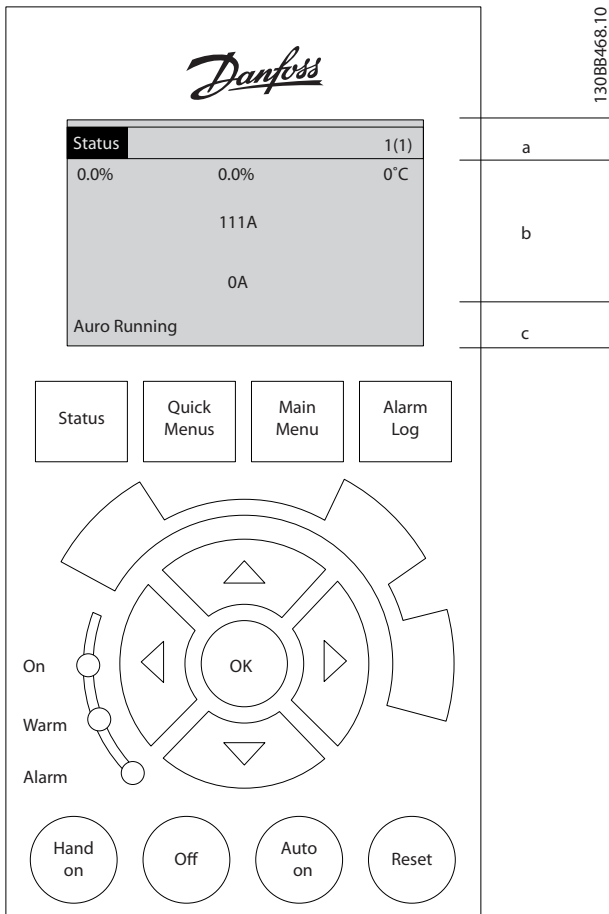 130BB468.10
Danfoss
Status 1(1)
a
0.0% 0.0% 0°C
111A
b
0A
Auro Running
c
Status
Quick
Menus
Main
Menu
Alarm
Log
On
OK
Warm
Alarm
Hand
on
Off
Auto
on
Reset